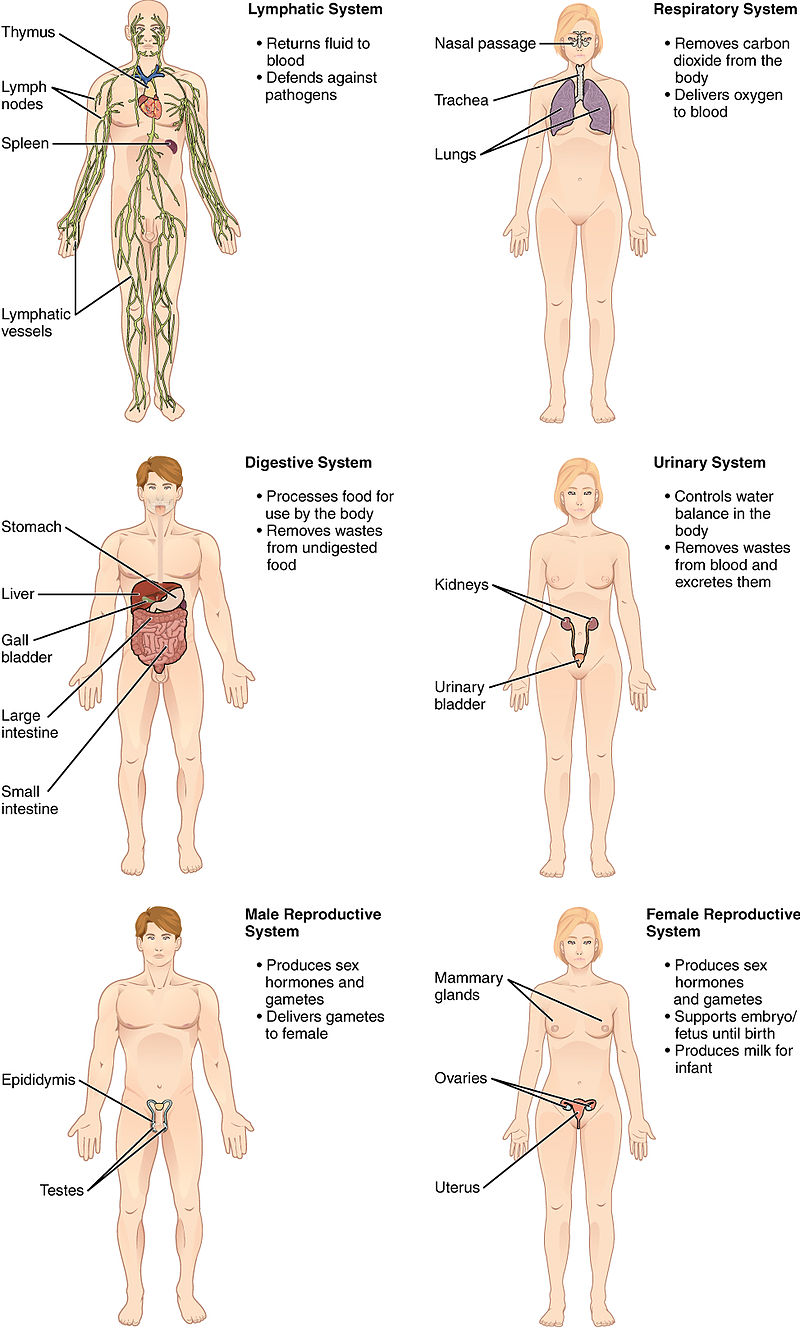 Lymphatic System
• Returns fluid to
blood
• Defends against
pathogens
Thymus
Lymph
nodes
Spleen
Lymphatic
vessels
Respiratory System
• Removes carbon
dioxide from the
body
• Delivers oxygen
to blood
Nasal passage
Trachea
Lungs
Digestive System
• Processes food for
use by the body
• Removes wastes
from undigested
food
Stomach
Liver
Gall
bladder
Large
intestine
Small
intestine
Urinary System
• Controls water
balance in the
body
• Removes wastes
from blood and
excretes them
Kidneys
Urinary
bladder
Male Reproductive
System
• Produces sex
hormones and
gametes
• Delivers gametes
to female
Epididymis
Testes
Female Reproductive
System
• Produces sex
hormones
and gametes
• Supports embryo/
fetus until birth
• Produces milk for
infant
Mammary
glands
Ovaries
Uterus